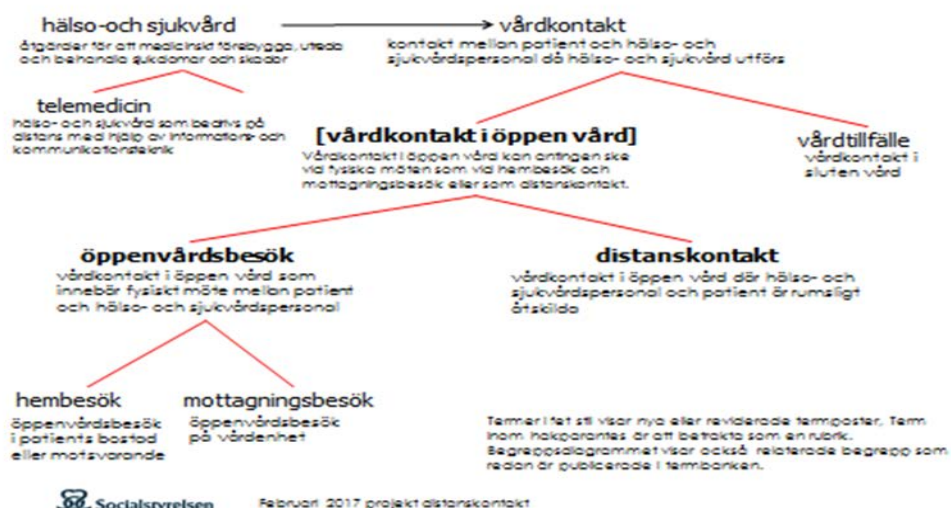 hälso-och sjukvård
åtgärder för att medicinskt förebygga, utreda
och behandla sjukdomar och skador
vårdkontakt
kontakt mellan patient och hälso- och
sjukvårdspersonal då hälso- och sjukvård utförs
telemedicin
hälso- och sjukvård som bedrivs på
distans med hjälp av informations- och
kommunikationsteknik
[vårdkontakt i öppen vård]
Vårdkontakt i öppen vård kan antingen ske
vid fysiska möten som vid hembesök och
mottagningsbesök eller som distanskontakt.
vårdtillfälle
vårdkontakt i
sluten vård
öppenvårdsbesök
vårdkontakt i öppen vård som
innebär fysiskt möte mellan patient
och hälso- och sjukvårdspersonal
distanskontakt
vårdkontakt i öppen vård där hälso- och
sjukvårdspersonal och patient är rumsligt
åtskilda
hembesök
öppenvårdsbesök
i patients bostad
eller motsvarande
mottagningsbesök
öppenvårdsbesök
på vårdenhet
Termer i fet stil visar nya eller reviderade termposter. Term
inom hakparantes är att betrakta som en rubrik.
Begreppsdiagrammet visar också relaterade begrepp som
redan är publicerade i termbanken.
Socialstyrelsen
Februari 2017 projekt distanskontakt